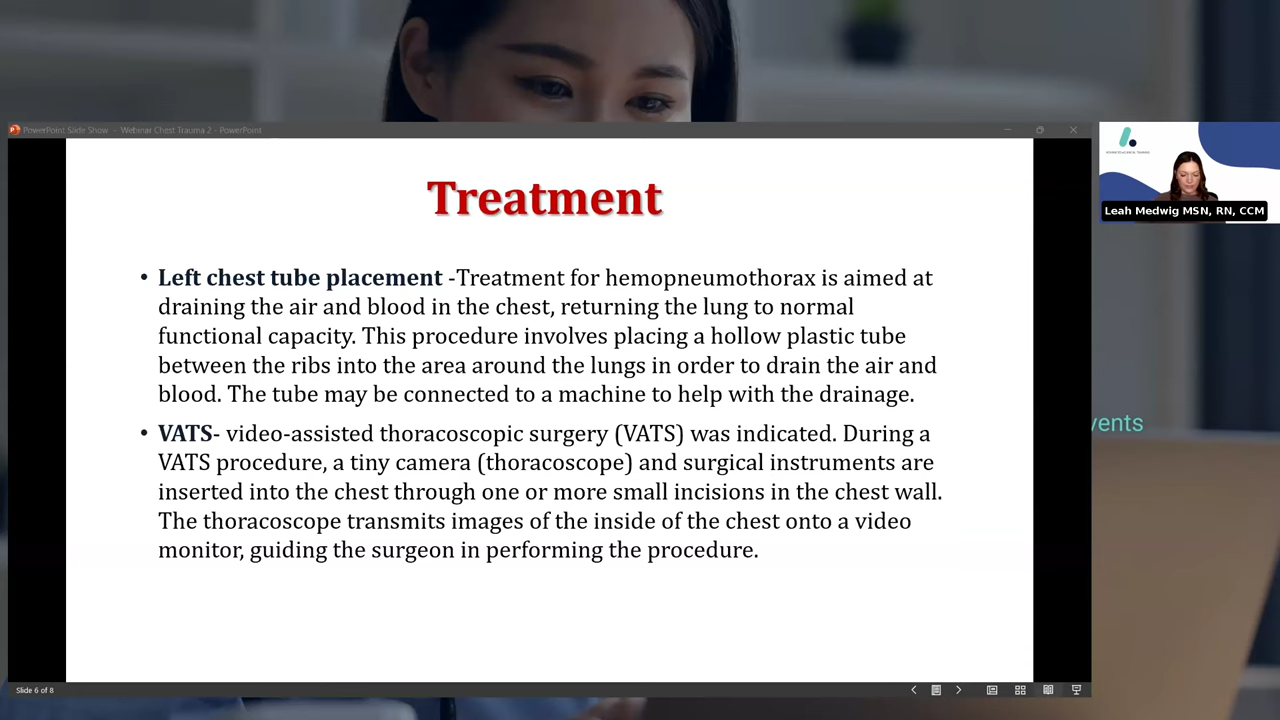 PowerPoint Slide Show - Webinar Chest Trauma 2 - PowerPoint
Treatment
• Left chest tube placement -Treatment for hemopneumothorax is aimed at
draining the air and blood in the chest, returning the lung to normal
functional capacity. This procedure involves placing a hollow plastic tube
between the ribs into the area around the lungs in order to drain the air and
blood. The tube may be connected to a machine to help with the drainage.
• VATS- video-assisted thoracoscopic surgery (VATS) was indicated. During a
VATS procedure, a tiny camera (thoracoscope) and surgical instruments are
inserted into the chest through one or more small incisions in the chest wall.
The thoracoscope transmits images of the inside of the chest onto a video
monitor, guiding the surgeon in performing the procedure.
Slide 6 of 8
Leah Medwig MSN, RN, CCM
vents